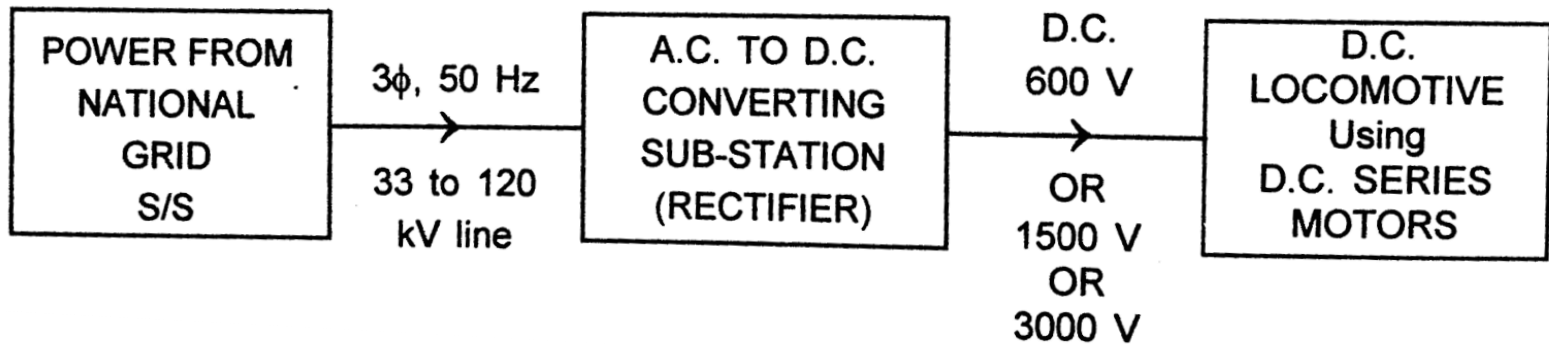 POWER FROM
NATIONAL
GRID
S/S
3ϕ, 50 Hz
33 to 120
kV line
A.C. TO D.C.
CONVERTING
SUB-STATION
(RECTIFIER)
D.C.
600 V
OR
1500 V
OR
3000 V
D.C.
LOCOMOTIVE
Using
D.C. SERIES
MOTORS